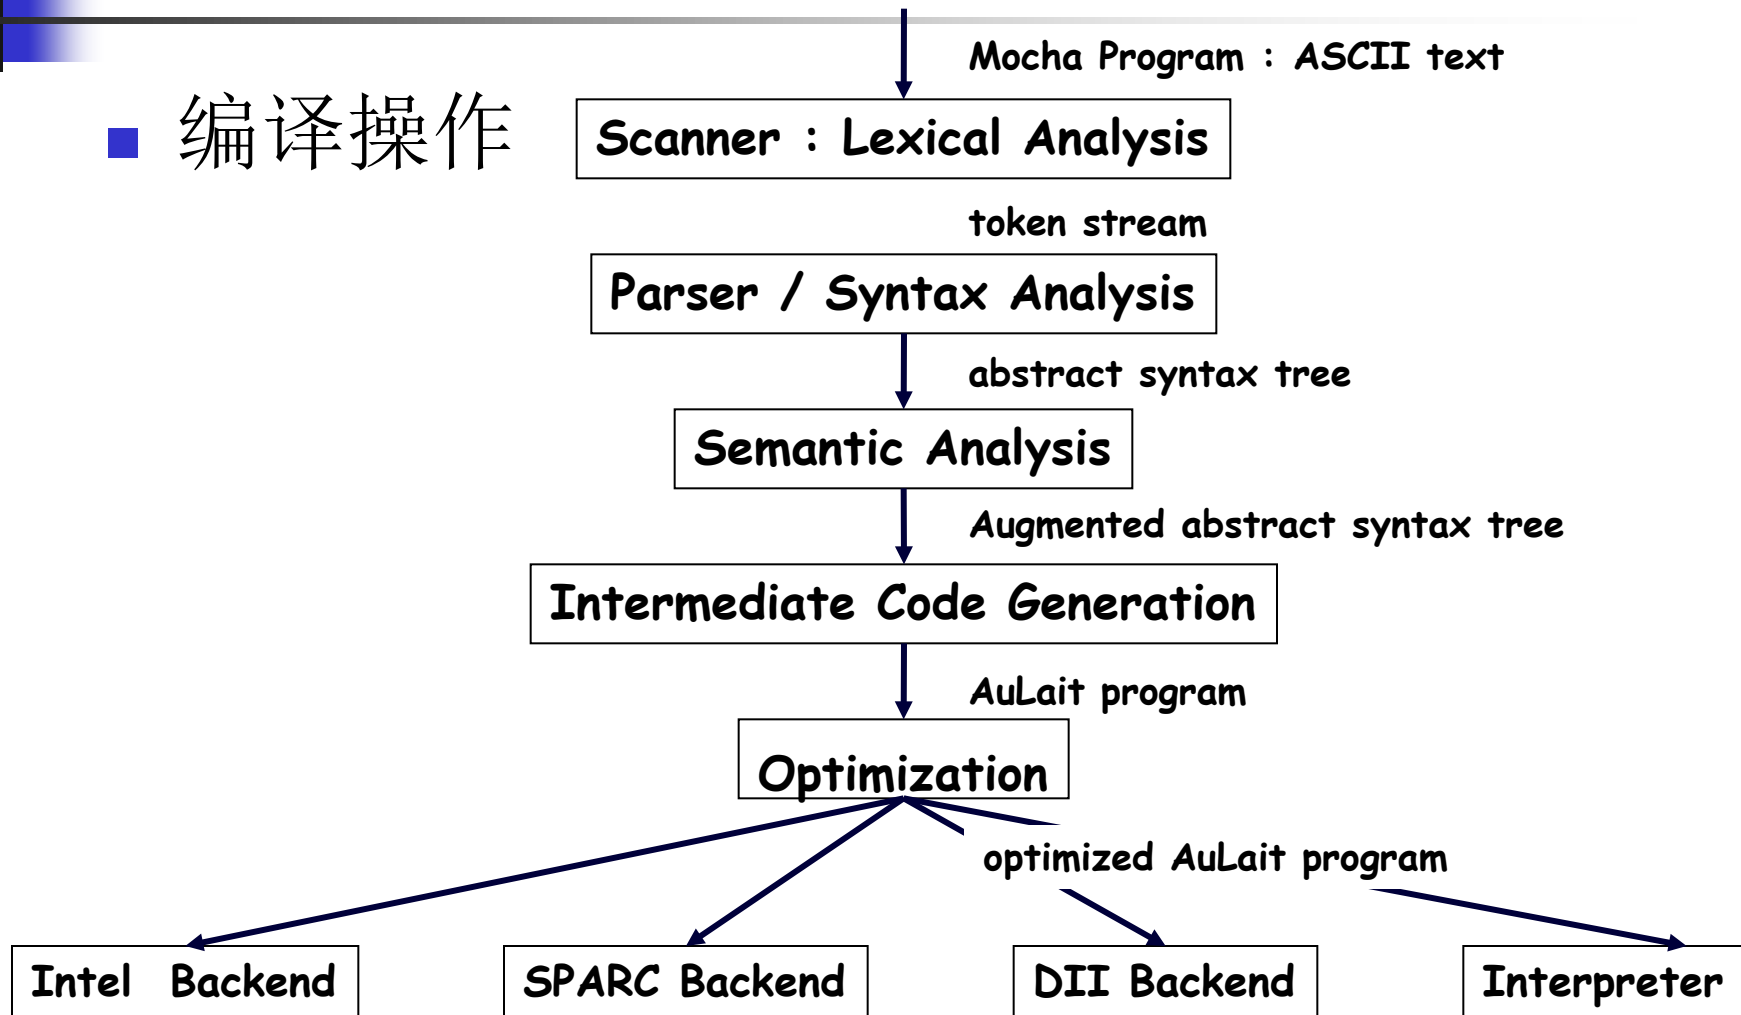 Mocha Program : ASCII text
编译操作
Scanner : Lexical Analysis
token stream
Parser / Syntax Analysis
abstract syntax tree
Semantic Analysis
Augmented abstract syntax tree
Intermediate Code Generation
AuLait program
Optimization
optimized AuLait program
Intel Backend
SPARC Backend
DII Backend
Interpreter